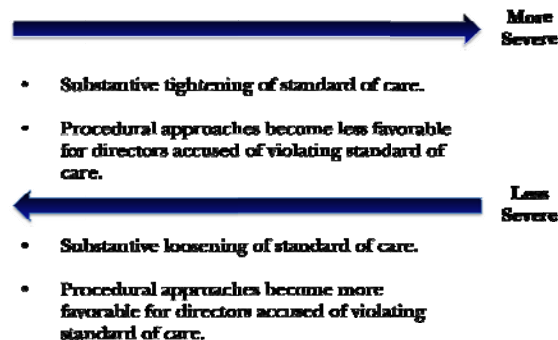 More
Severe
• Substantive tightening of standard of care.
• Procedural approaches become less favorable
for directors accused of violating standard of
care.
Less
Severe
• Substantive loosening of standard of care.
• Procedural approaches become more
favorable for directors accused of violating
standard of care.